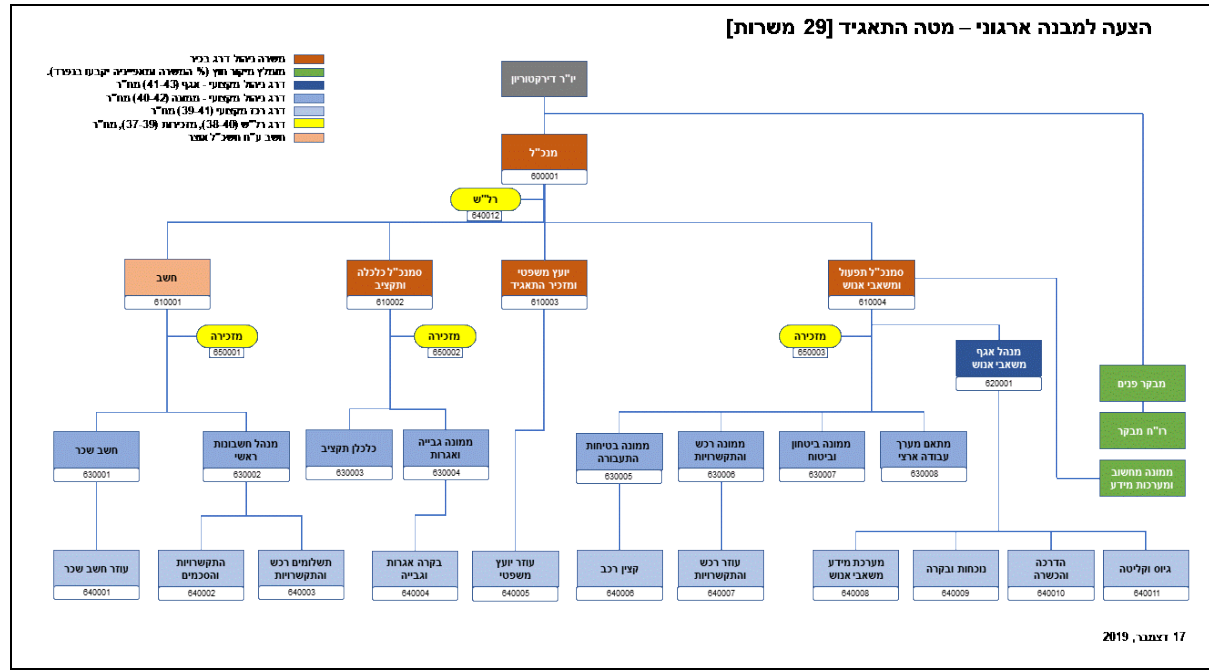 הצעה למבנה ארגוני – מטה התאגיד [29 משרות]
משרה ניהול דרג בכיר
מומלץ מיקור חוץ (% המשרה ומאפייניה יקבעו בנפרד).
דרג ניהול מקצועי - אגף (41-43) מח"ר
דרג ניהול מקצועי - ממונה (40-42) מח"ר
דרג רכז מקצועי (39-41) מח"ר
דרג רל"ש (38-40), מזכירות (37-39), מח"ר
חשב ע"ח חשכ"ל אוצר
יו"ר דירקטוריון
מנכ"ל
600001
רל"ש
640012
סמנכ"ל תפעול
ומשאבי אנוש
610004
יועץ משפטי
ומזכיר התאגיד
610003
סמנכ"ל כלכלה
ותקציב
610002
חשב
610001
מזכירה
650003
מזכירה
650002
מזכירה
650001
מנהל אגף
משאבי אנוש
620001
מבקר פנים
רו"ח מבקר
ממונה מחשוב
ומערכות מידע
מתאם מערך
עבודה ארצי
630008
ממונה ביטחון
וביטוח
630007
ממונה רכש
והתקשרויות
630006
ממונה בטיחות
התעבורה
630005
ממונה גבייה
ואגרות
630004
כלכלן תקציב
630003
מנהל חשבונות
ראשי
630002
חשב שכר
630001
גיוס וקליטה
640011
הדרכה
והכשרה
640010
נוכחות ובקרה
640009
מערכת מידע
משאבי אנוש
640008
עוזר רכש
והתקשרויות
640007
קצין רכב
640006
עוזר יועץ
משפטי
640005
בקרה אגרות
וגבייה
640004
תשלומים רכש
והתקשרויות
640003
התקשרויות
והסכמים
640002
עוזר חשב שכר
640001
17 דצמבר, 2019